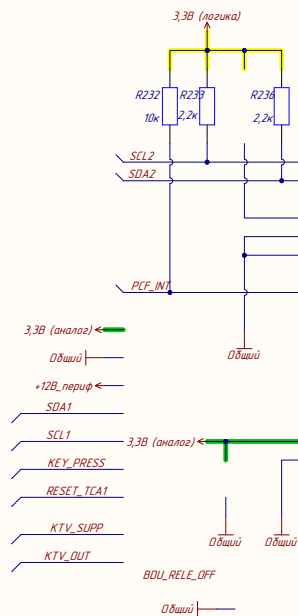 3,3В (логика)
R232 R233 R236
10к 2,2к 2,2к
SCL2
SDA2
PCF_INT
3,3В (аналог)
Общий
Общий
+12В_периф
SDA1
SCL1 3,3В (аналог)
KEY_PRESS
RESET_TCA1
KTV_SUPP
Общий Общий
KTV_OUT
BDU_RELE_OFF
Общий